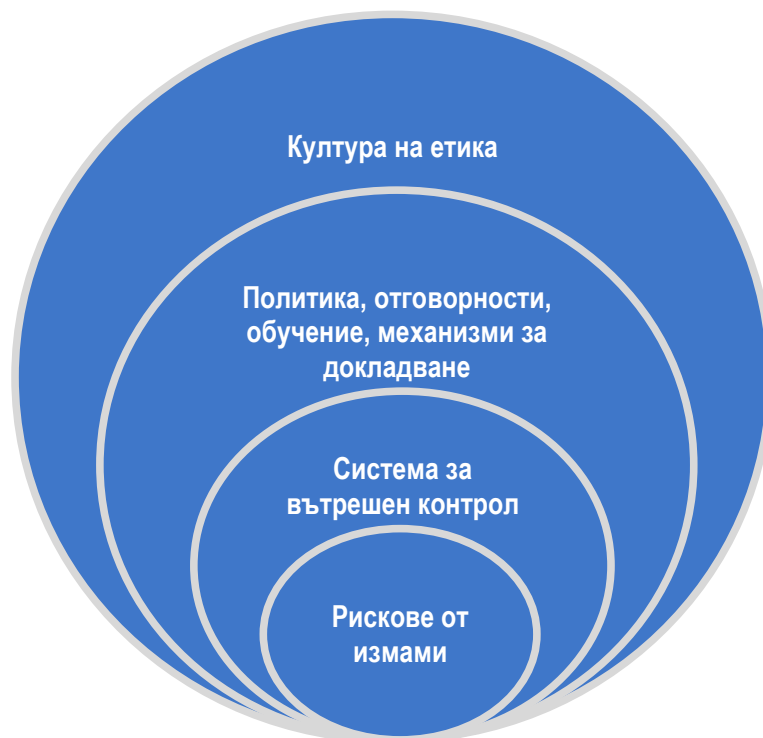 Култура на етика
Политика, отговорности,
обучение, механизми за
докладване
Система за
вътрешен контрол
Рискове от
измами